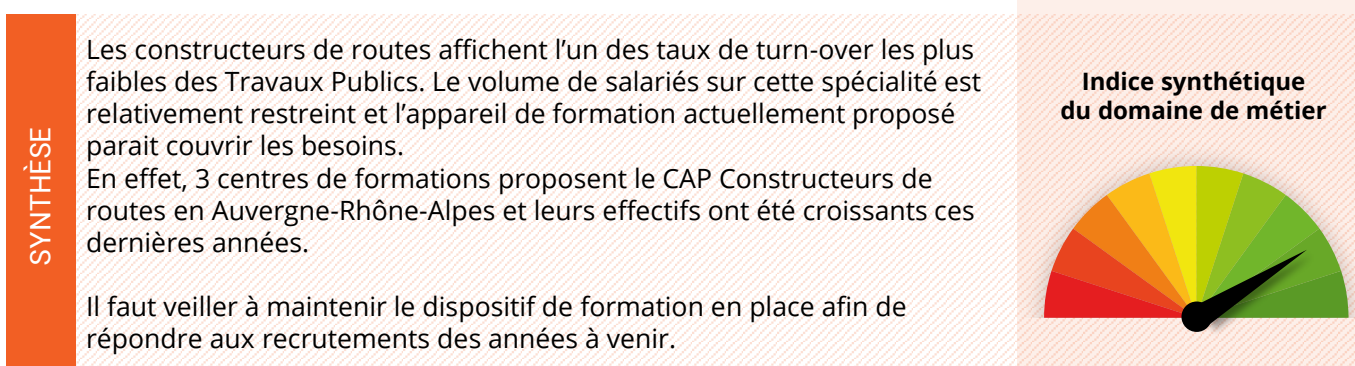 SYNTHÈSE
Les constructeurs de routes affichent l’un des taux de turn-over les plus
faibles des Travaux Publics. Le volume de salariés sur cette spécialité est
relativement restreint et l’appareil de formation actuellement proposé
parait couvrir les besoins.
En effet, 3 centres de formations proposent le CAP Constructeurs de
routes en Auvergne-Rhône-Alpes et leurs effectifs ont été croissants ces
dernières années.
Il faut veiller à maintenir le dispositif de formation en place afin de
répondre aux recrutements des années à venir.
Indice synthétique
du domaine de métier